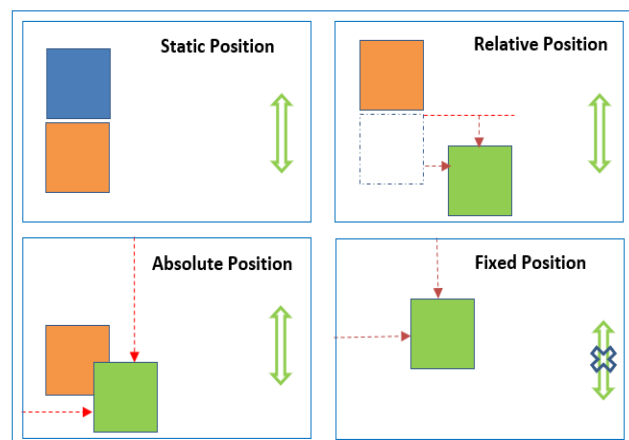 Static Position
Relative Position
Absolute Position
Fixed Position